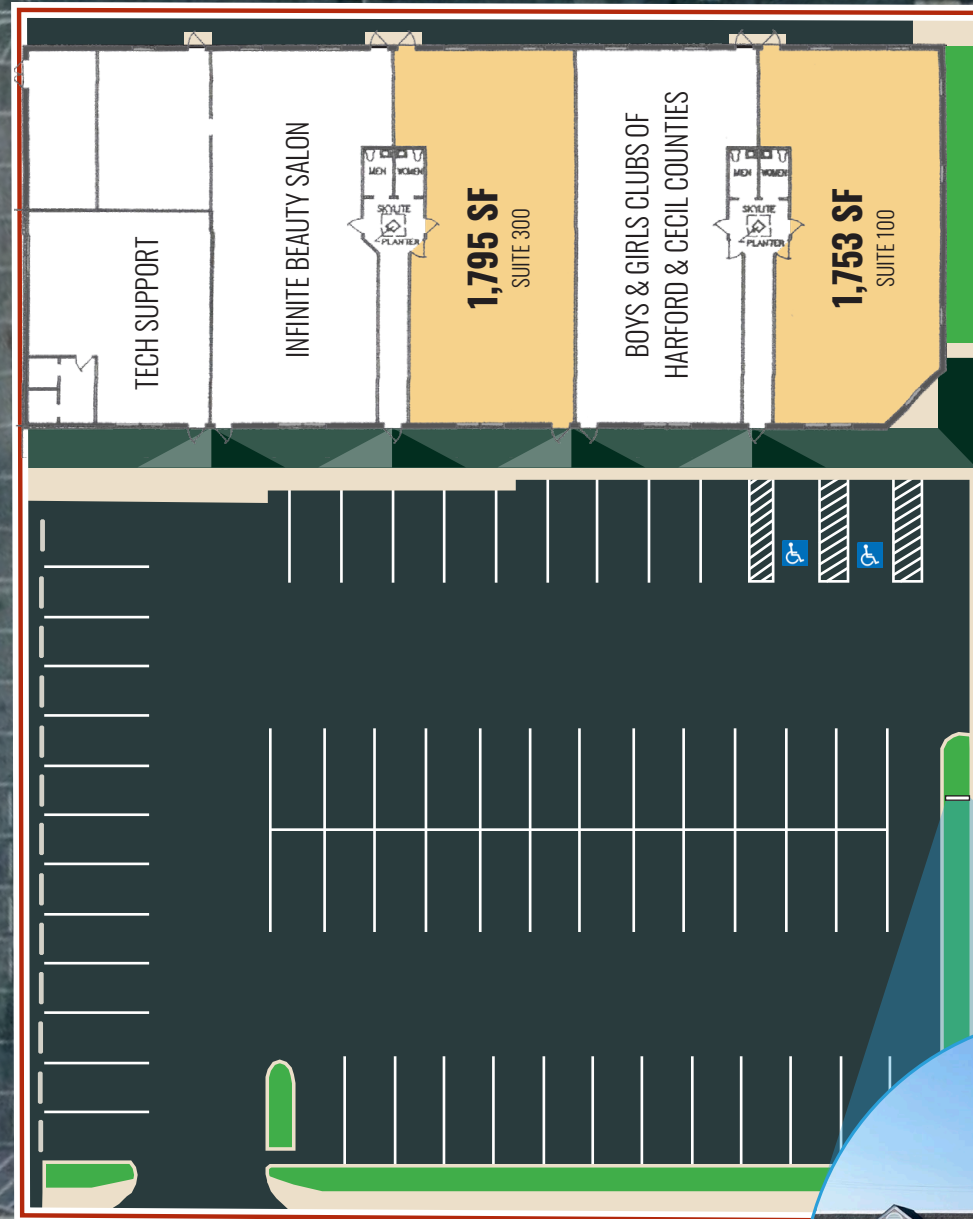 TECH SUPPORT
INFINITE BEAUTY SALON
MEN
WOMEN
SKYLITE
PLANTER
1,795 SF
SUITE 300
BOYS & GIRLS CLUBS OF
HARFORD & CECIL COUNTIES
MEN
WOMEN
SKYLITE
PLANTER
1,753 SF
SUITE 100